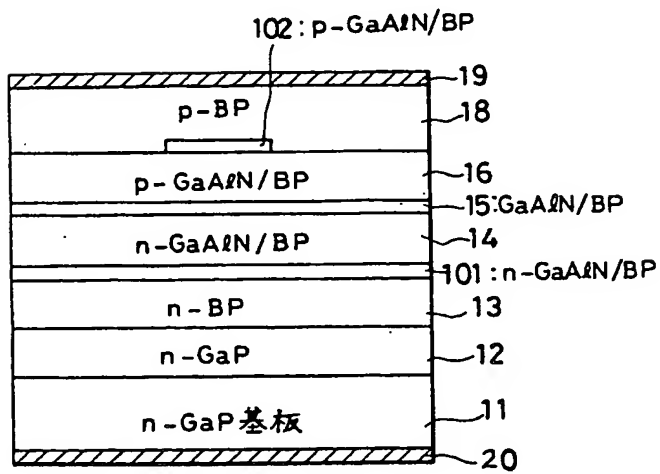 102:p-GaAlN/BP
19
p-BP
18
p-GaAlN/BP
16
15:GaAlN/BP
n-GaAlN/BP
14
101:n-GaAlN/BP
n-BP
13
n-GaP
12
n-GaP基板
11
20